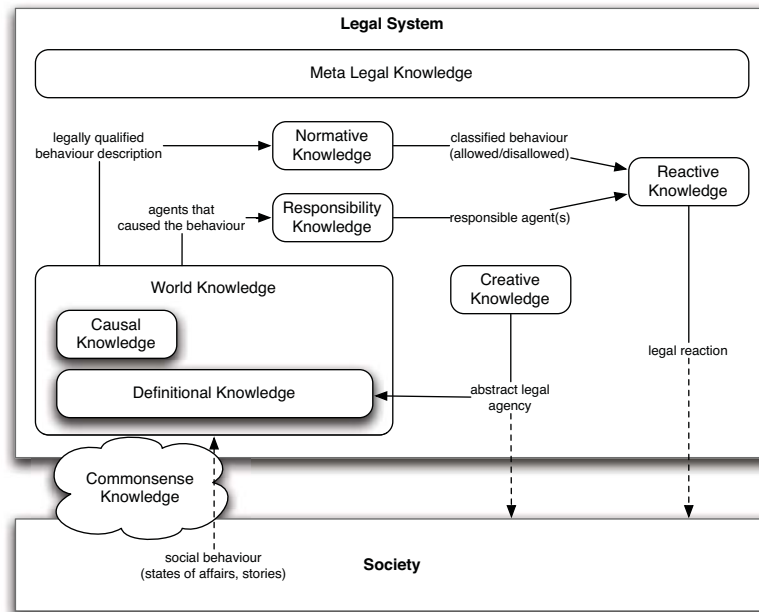 Legal System
Meta Legal Knowledge
legally qualified
behaviour description
Normative
Knowledge
classified behaviour
(allowed/disallowed)
Reactive
Knowledge
agents that
caused the behaviour
Responsibility
Knowledge
responsible agent(s)
World Knowledge
Creative
Knowledge
Causal
Knowledge
legal reaction
Definitional Knowledge
abstract legal
agency
Commonsense
Knowledge
social behaviour
(states of affairs, stories)
Society